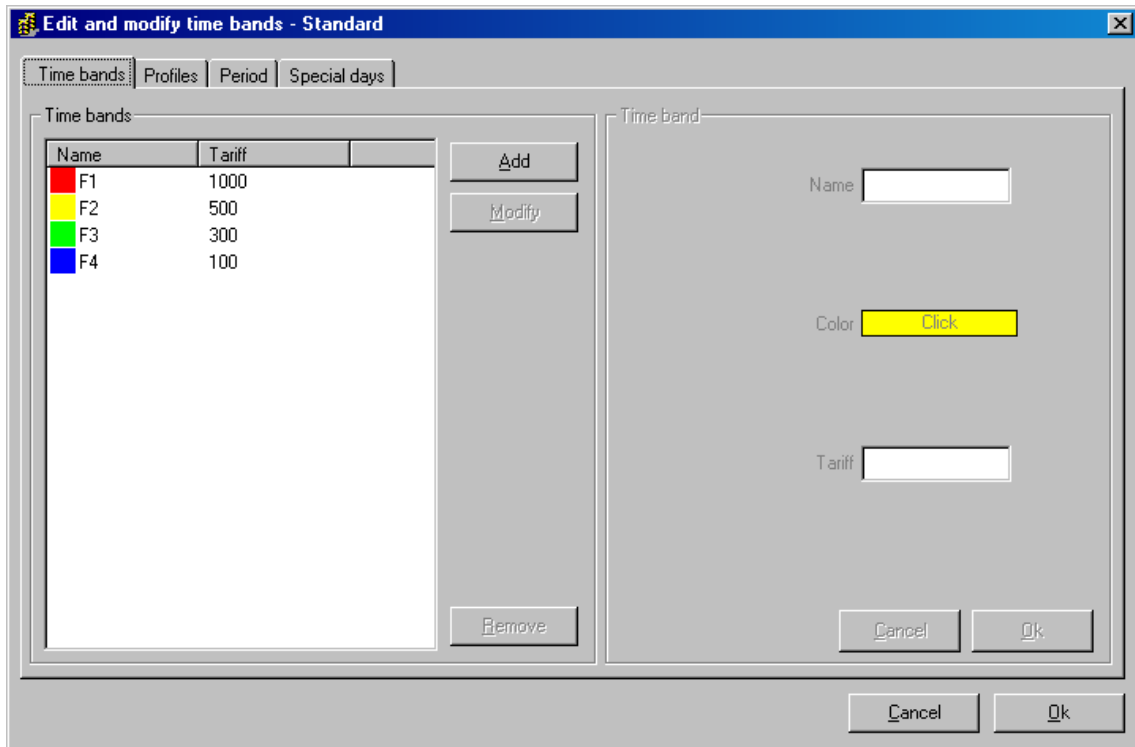 Edit and modify time bands - Standard
Time bands Profiles Period Special days
Time bands
Name Tariff
F1 1000
F2 500
F3 300
F4 100
Add
Modify
Remove
Time band
Name
Color Click
Tariff
Cancel Ok
Cancel Ok